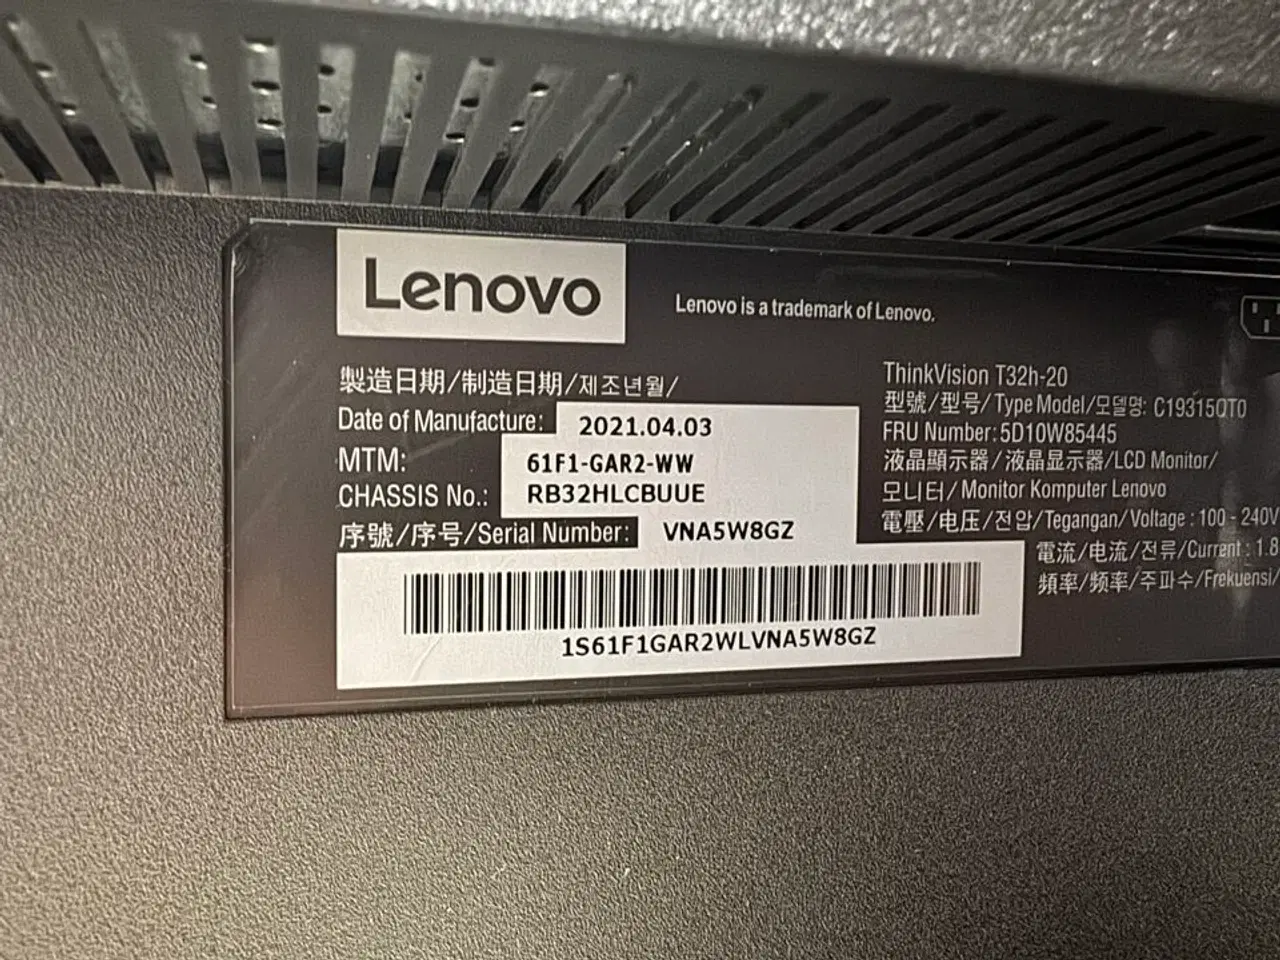 Lenovo
Lenovo is a trademark of Lenovo.
製造日期/制造日期/제조년월/
Date of Manufacture: 2021.04.03
MTM: 61F1-GAR2-WW
CHASSIS No.: RB32HLCBUUE
序號/序号/Serial Number: VNA5W8GZ
1S61F1GAR2WLVNA5W8GZ
ThinkVision T32h-20
型號/型号/Type Model/모델명: C19315QT0
FRU Number: 5D10W85445
液晶顯示器/液晶显示器/LCD Monitor/
모니터/Monitor Komputer Lenovo
電壓/电压/전압/Tegangan/Voltage : 100 - 240V
電流/电流/전류/Current : 1.8
頻率/频率/주파수/Frekuensi/